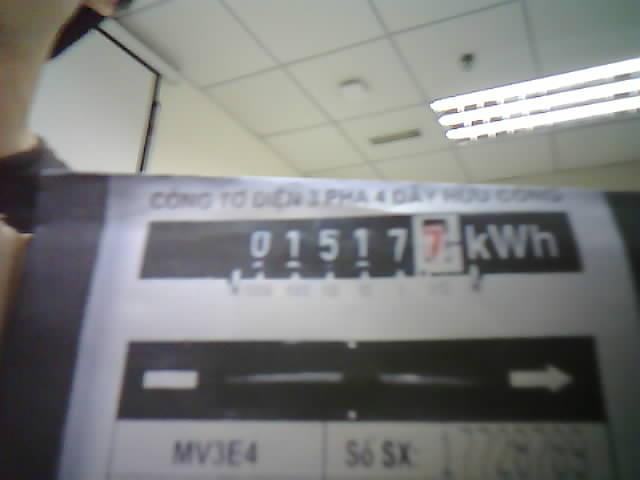 CÔNG TƠ ĐIỆN 3 PHA 4 DÂY HỮU CÔNG
015177 kWh
MV3E4
Số SX: